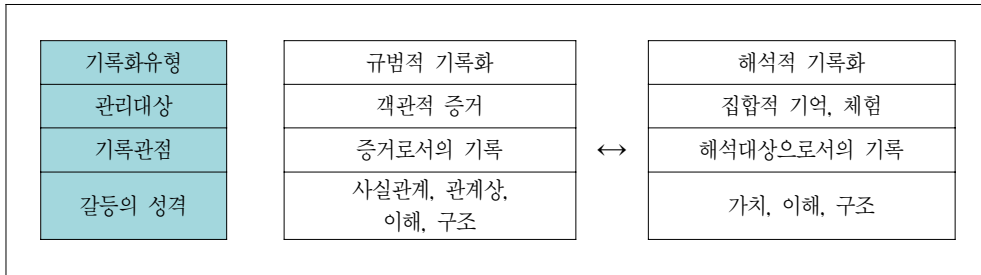 기록화유형 규범적 기록화 해석적 기록화
관리대상 객관적 증거 집합적 기억, 체험
기록관점 증거로서의 기록 ↔ 해석대상으로서의 기록
갈등의 성격 사실관계, 관계상, 가치, 이해, 구조
이해, 구조